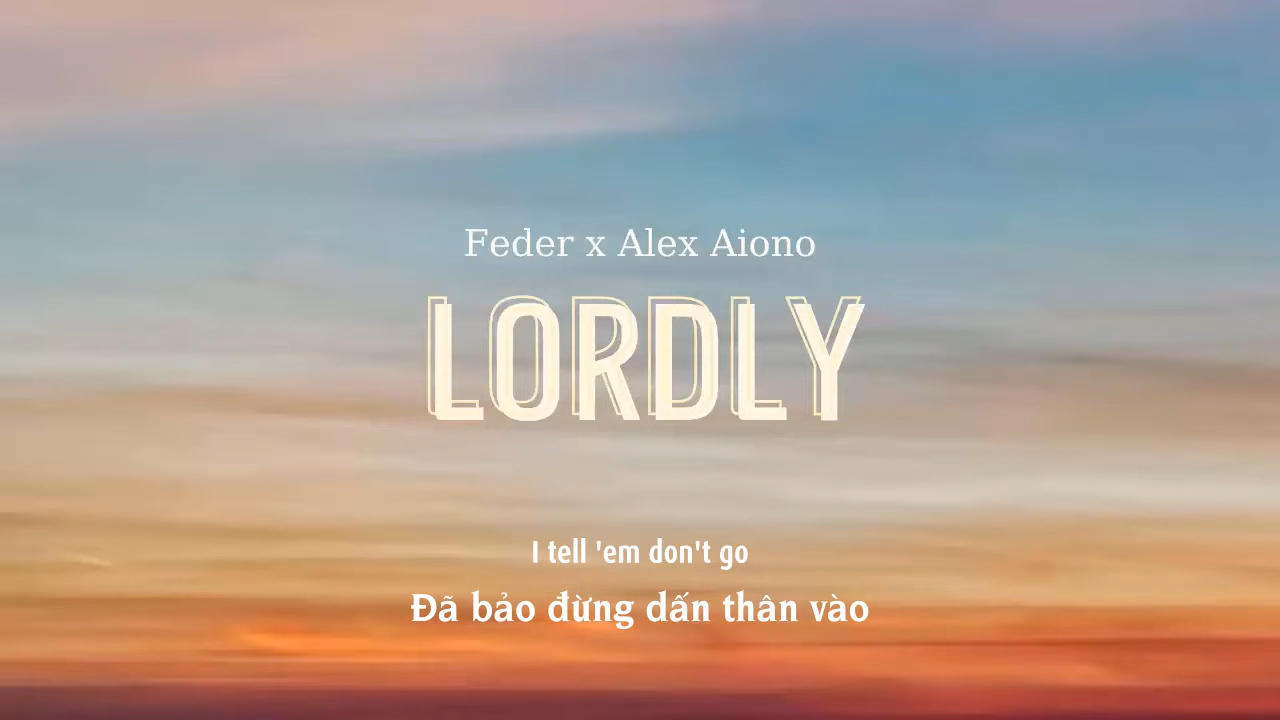 Feder x Alex Aiono
LORDLY
I tell 'em don't go
Đã bảo đừng dấn thân vào